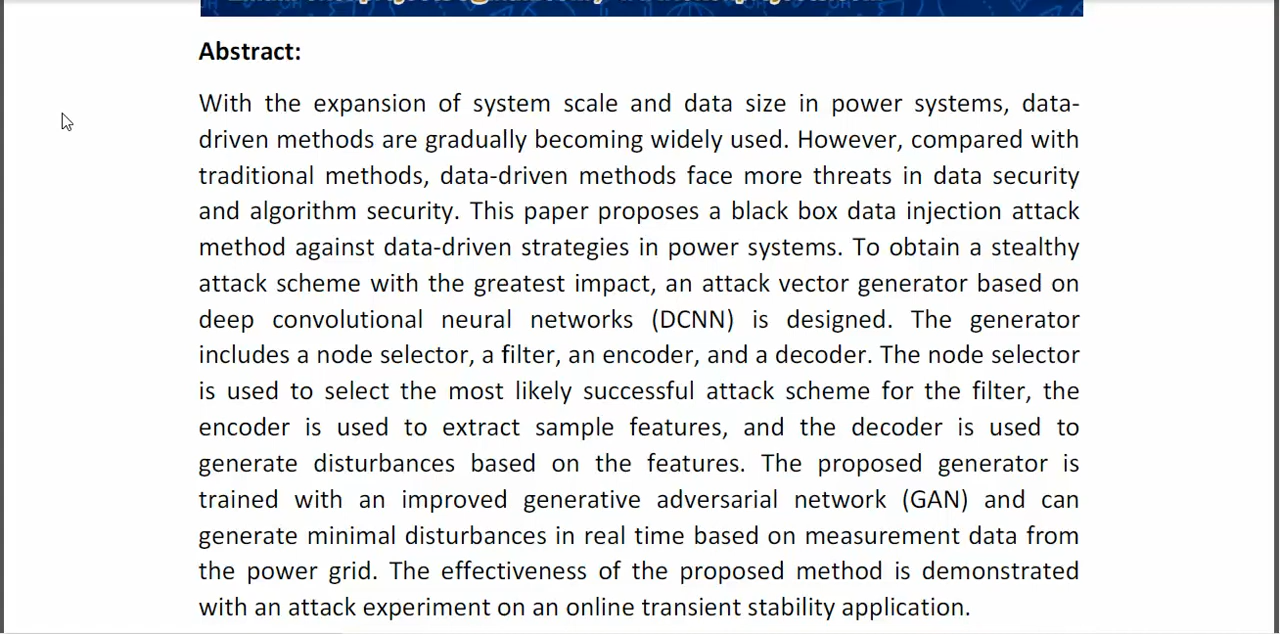 Abstract:
With the expansion of system scale and data size in power systems, data-
driven methods are gradually becoming widely used. However, compared with
traditional methods, data-driven methods face more threats in data security
and algorithm security. This paper proposes a black box data injection attack
method against data-driven strategies in power systems. To obtain a stealthy
attack scheme with the greatest impact, an attack vector generator based on
deep convolutional neural networks (DCNN) is designed. The generator
includes a node selector, a filter, an encoder, and a decoder. The node selector
is used to select the most likely successful attack scheme for the filter, the
encoder is used to extract sample features, and the decoder is used to
generate disturbances based on the features. The proposed generator is
trained with an improved generative adversarial network (GAN) and can
generate minimal disturbances in real time based on measurement data from
the power grid. The effectiveness of the proposed method is demonstrated
with an attack experiment on an online transient stability application.